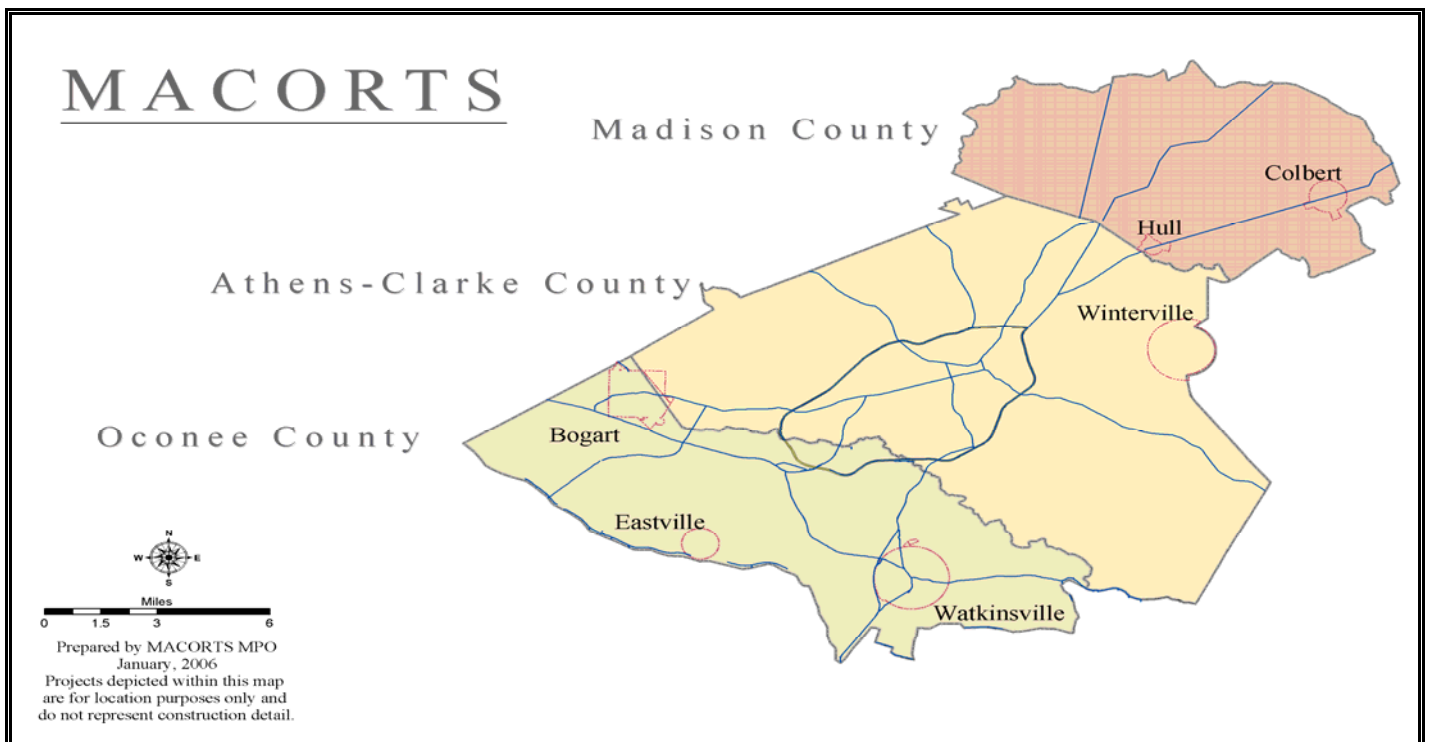 MACORTS
Madison County
Colbert
Hull
Athens-Clarke County
Winterville
Oconee County
Bogart
Eastville
Watkinsville
N
W E
S
Miles
0 1.5 3 6
Prepared by MACORTS MPO
January, 2006
Projects depicted within this map
are for location purposes only and
do not represent construction detail.